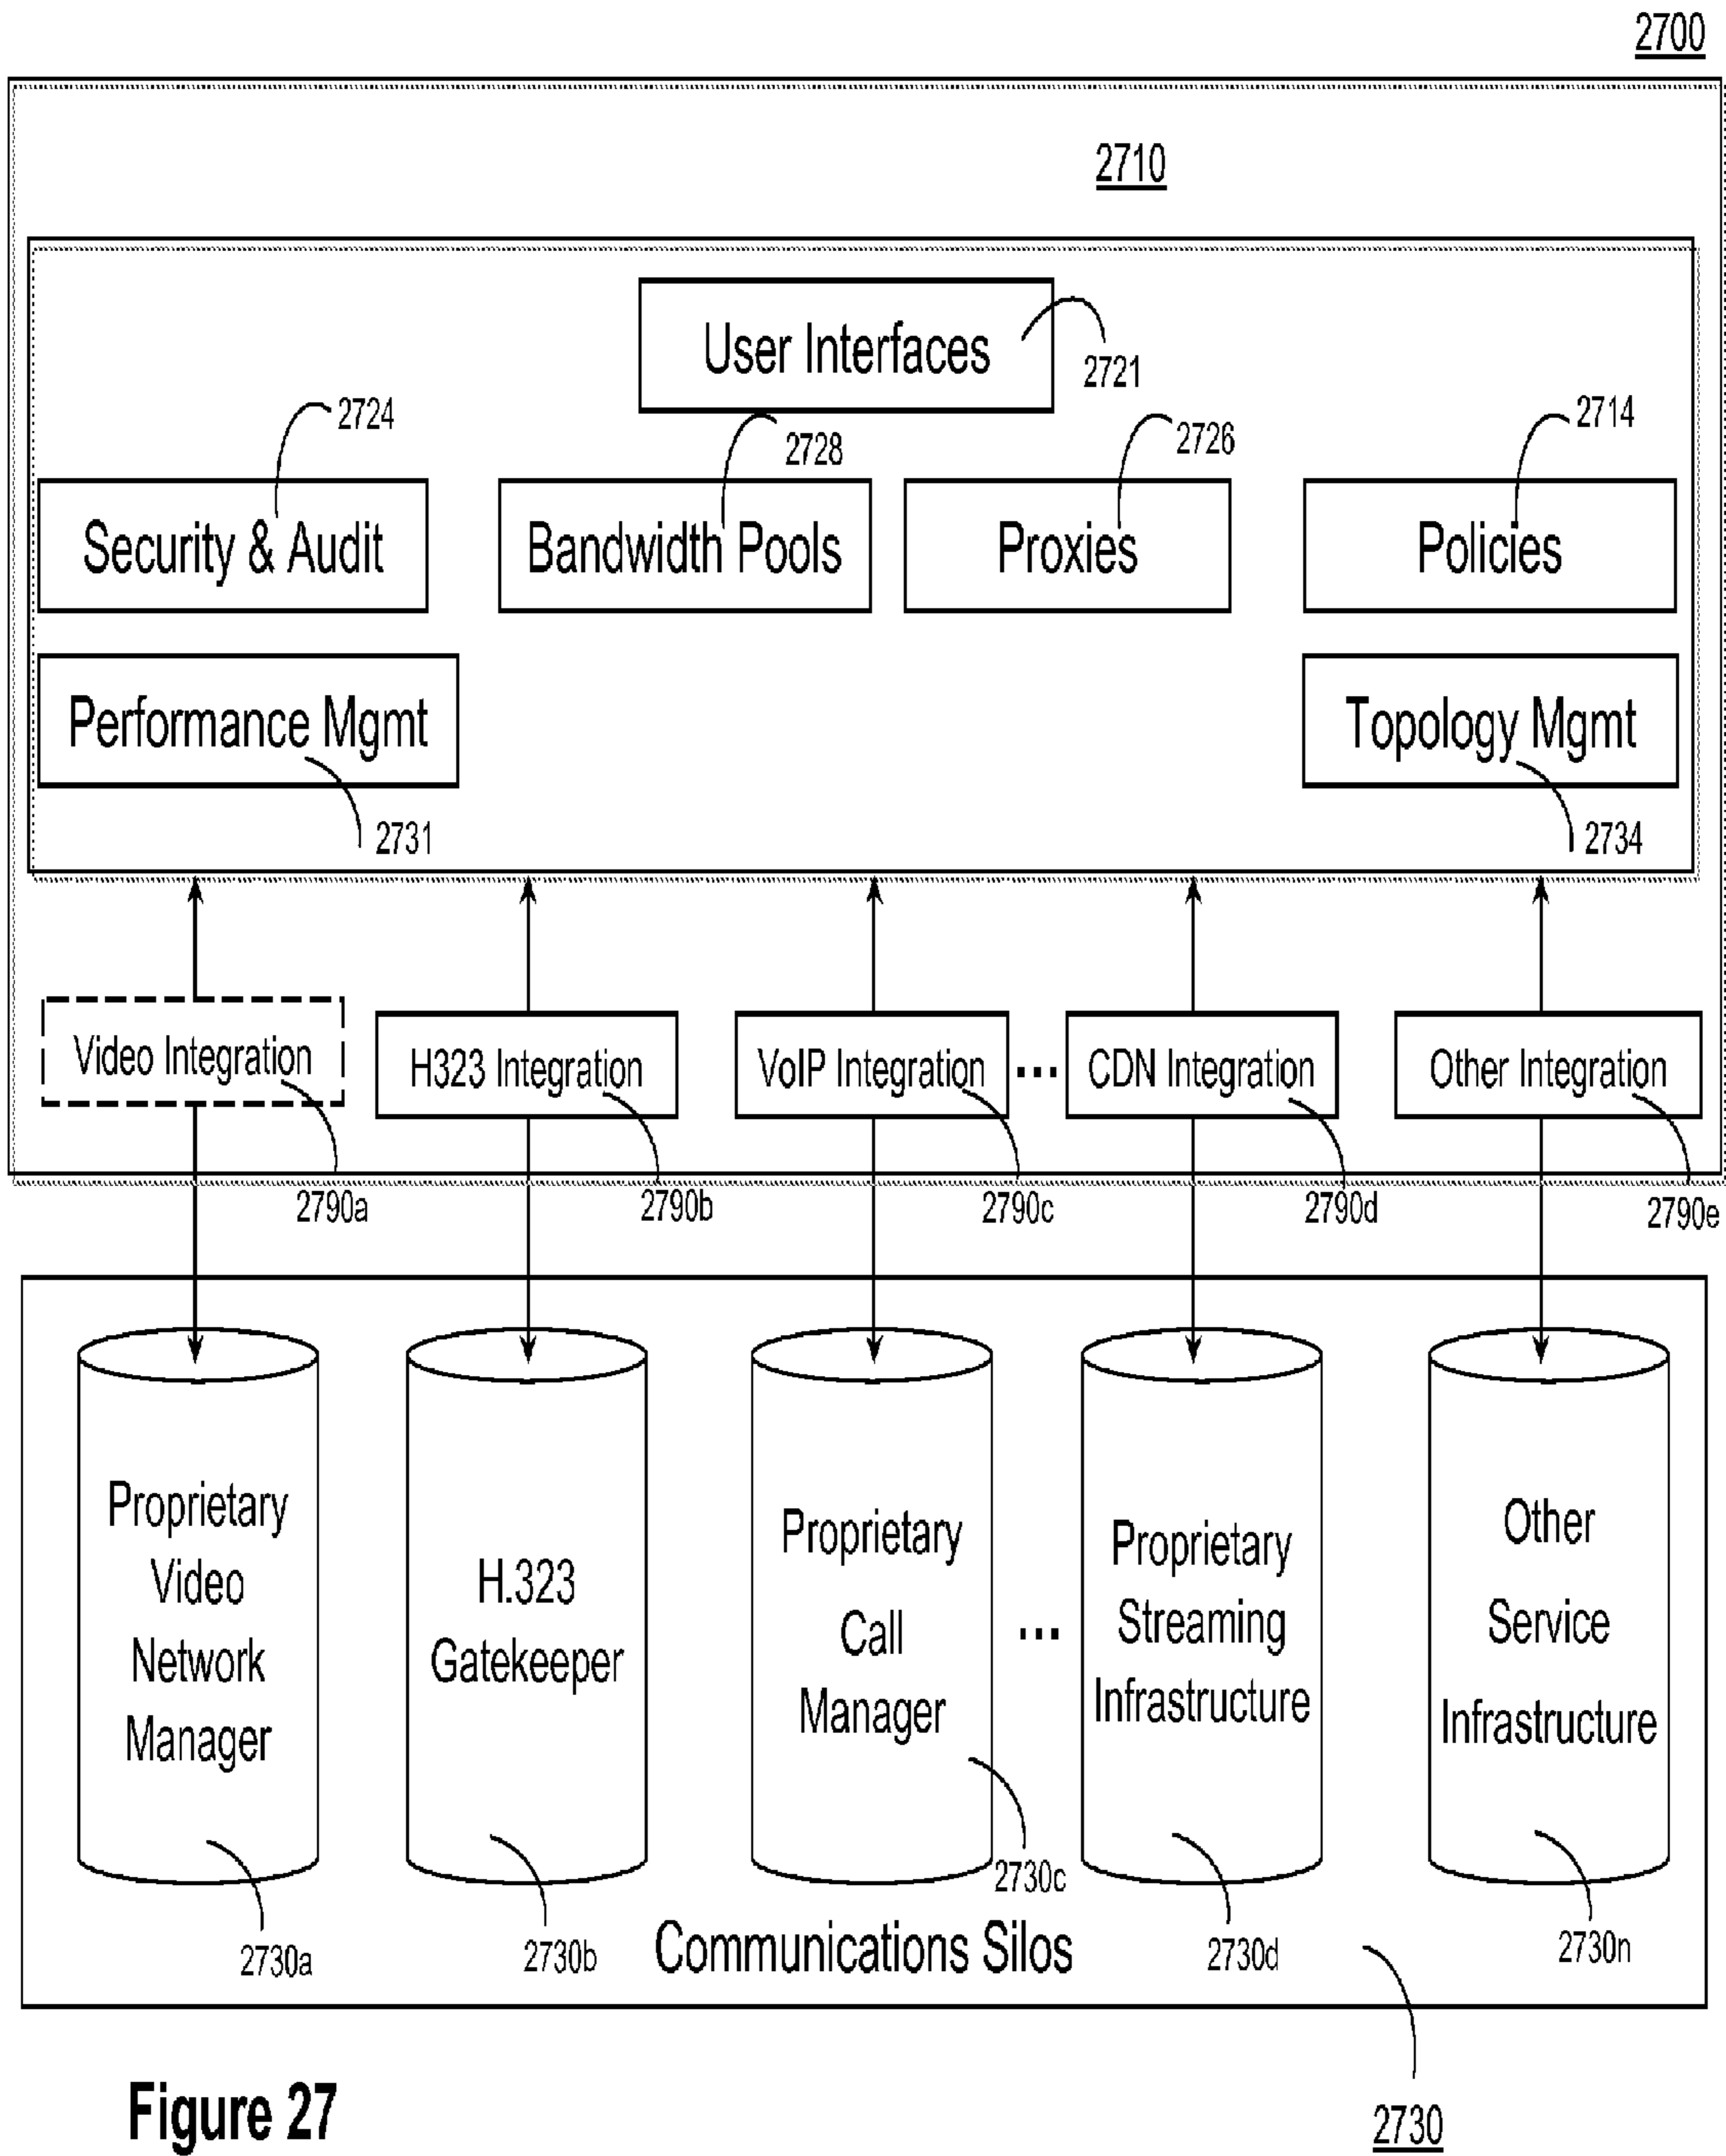 2700
2710
User Interfaces
2721
2724
2728
2726
2714
Security & Audit
Bandwidth Pools
Proxies
Policies
Performance Mgmt
Topology Mgmt
2731
2734
Video Integration
H323 Integration
VoIP Integration
...
CDN Integration
Other Integration
2790a
2790b
2790c
2790d
2790e
Proprietary
Video
Network
Manager
H.323
Gatekeeper
Proprietary
Call
Manager
...
Proprietary
Streaming
Infrastructure
Other
Service
Infrastructure
2730a
2730b
2730c
2730d
2730n
Communications Silos
2730
Figure 27